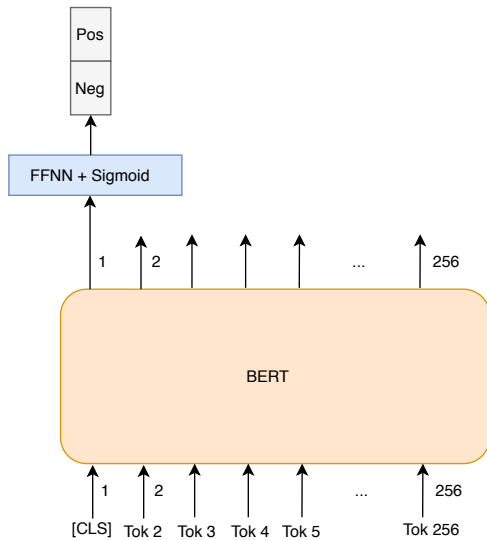 Pos
Neg
FFNN + Sigmoid
1 2 ... 256
BERT
1 2 ... 256
[CLS] Tok 2 Tok 3 Tok 4 Tok 5 Tok 256